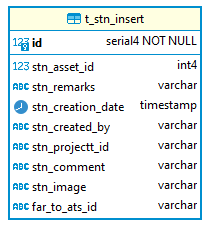 t_stn_insert
123 id serial4 NOT NULL
123 stn_asset_id int4
ABC stn_remarks varchar
stn_creation_date timestamp
ABC stn_created_by varchar
ABC stn_projectt_id varchar
ABC stn_comment varchar
ABC stn_image varchar
ABC far_to_ats_id varchar